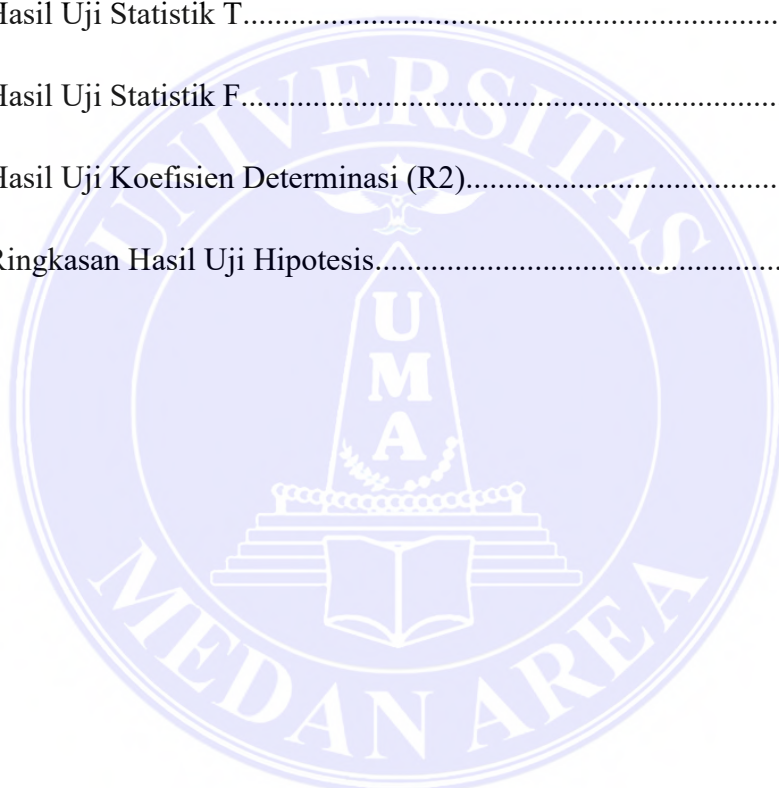 Hasil Uji Statistik T....................................................................
Hasil Uji Statistik F....................................................................
Hasil Uji Koefisien Determinasi (R2).......................................
Ringkasan Hasil Uji Hipotesis...................................................
UNIVERSITAS
U
M
A
MEDAN AREA